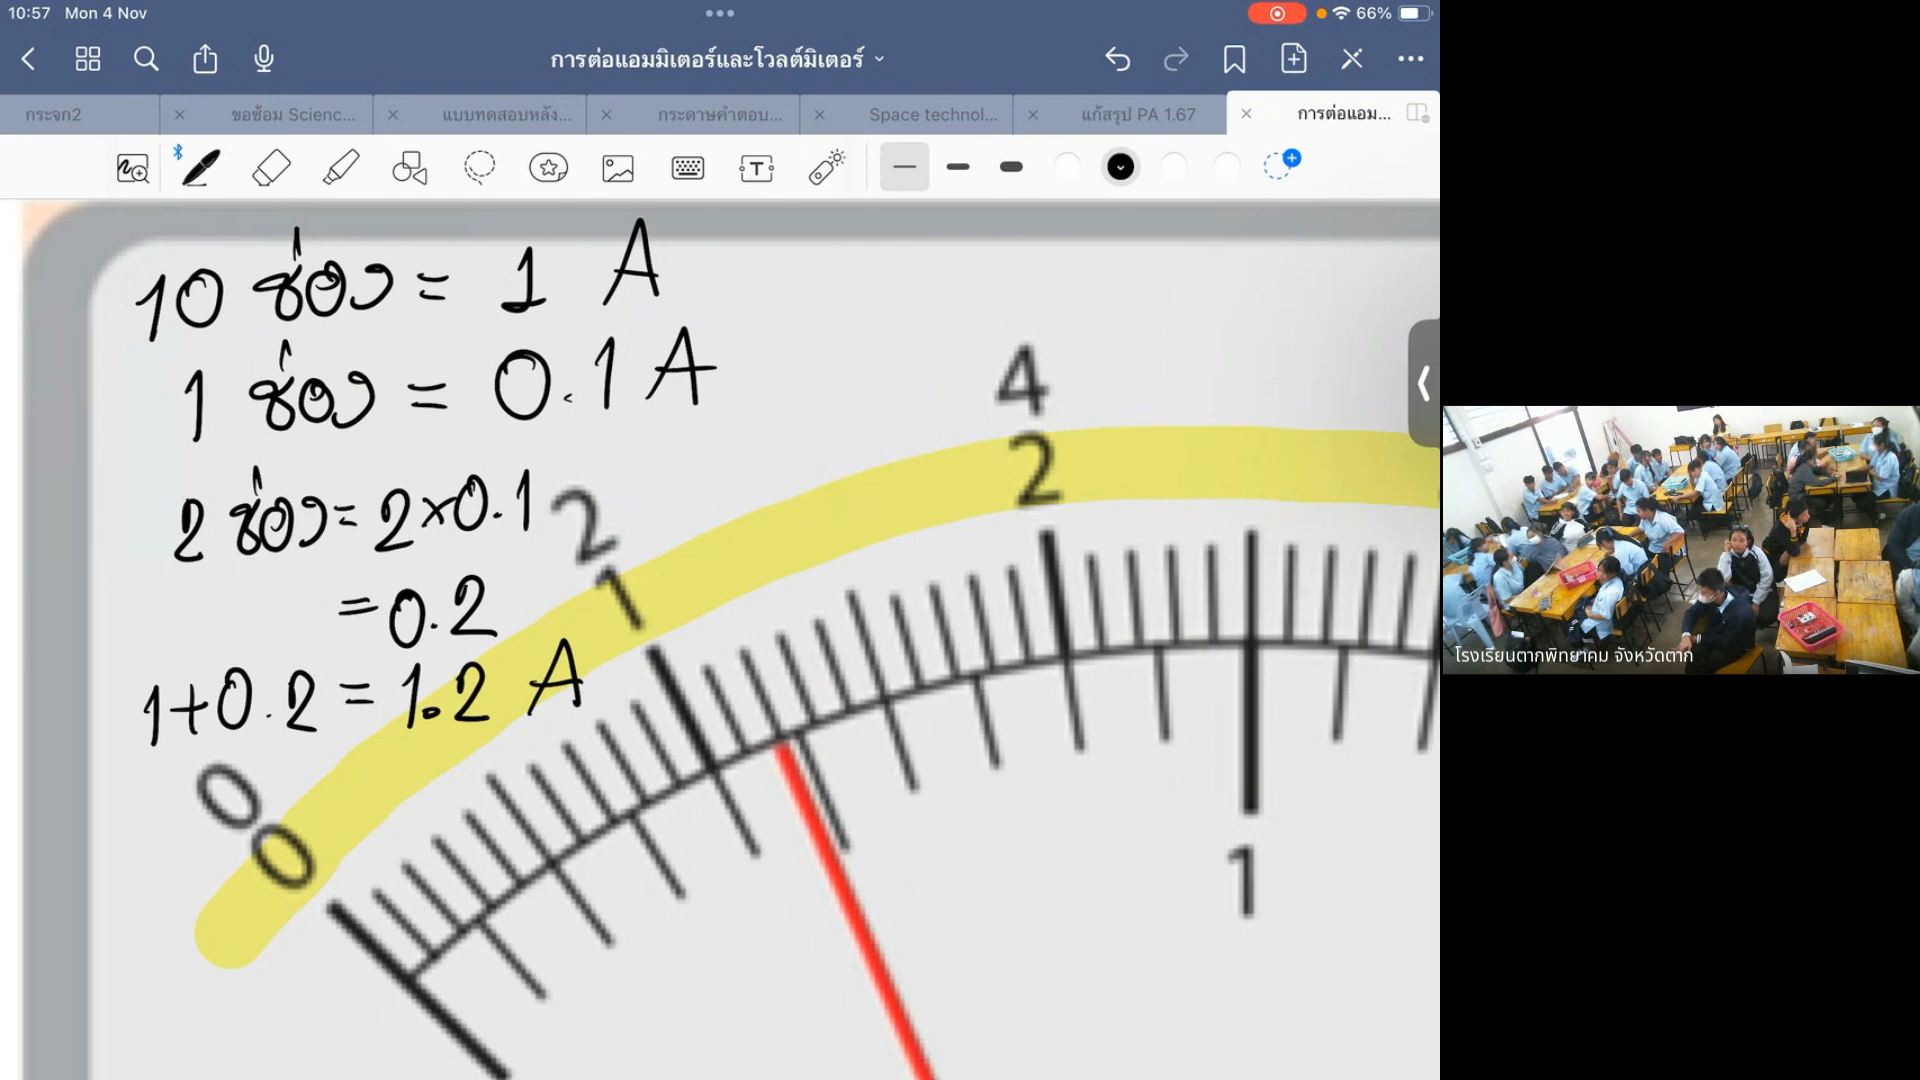 10:57 Mon 4 Nov
66%
การต่อแอมมิเตอร์และโวลต์มิเตอร์
กระจก2
ขอซ้อม Scienc...
แบบทดสอบหลัง...
กระดาษคำตอบ...
Space technol...
แก้สรุป PA 1.67
การต่อแอม...
10 ช่อง = 1 A
1 ช่อง = 0.1 A
2 ช่อง = 2×0.1
= 0.2
1+0.2 = 1.2 A
0
0
2
1
4
2
1
โรงเรียนตากพิทยาคม จังหวัดตาก